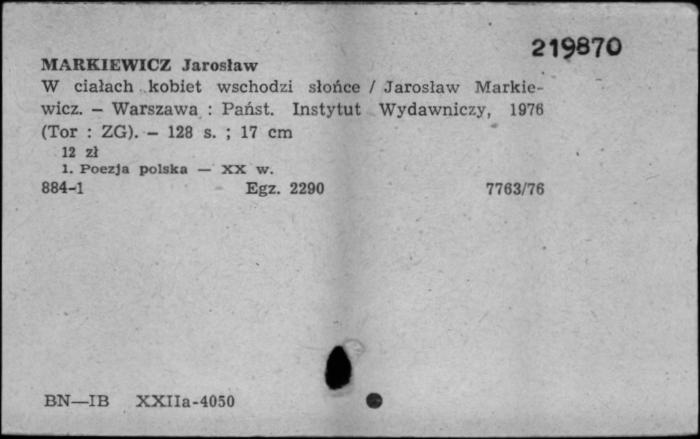 219870
MARKIEWICZ Jarosław
W ciałach kobiet wschodzi słońce / Jarosław Markie-
wicz. — Warszawa : Państ. Instytut Wydawniczy, 1976
(Tor : ZG). — 128 s. ; 17 cm
12 zł
1. Poezja polska — XX w.
884-1 Egz. 2290 7763/76
BN—IB XXIIa-4050